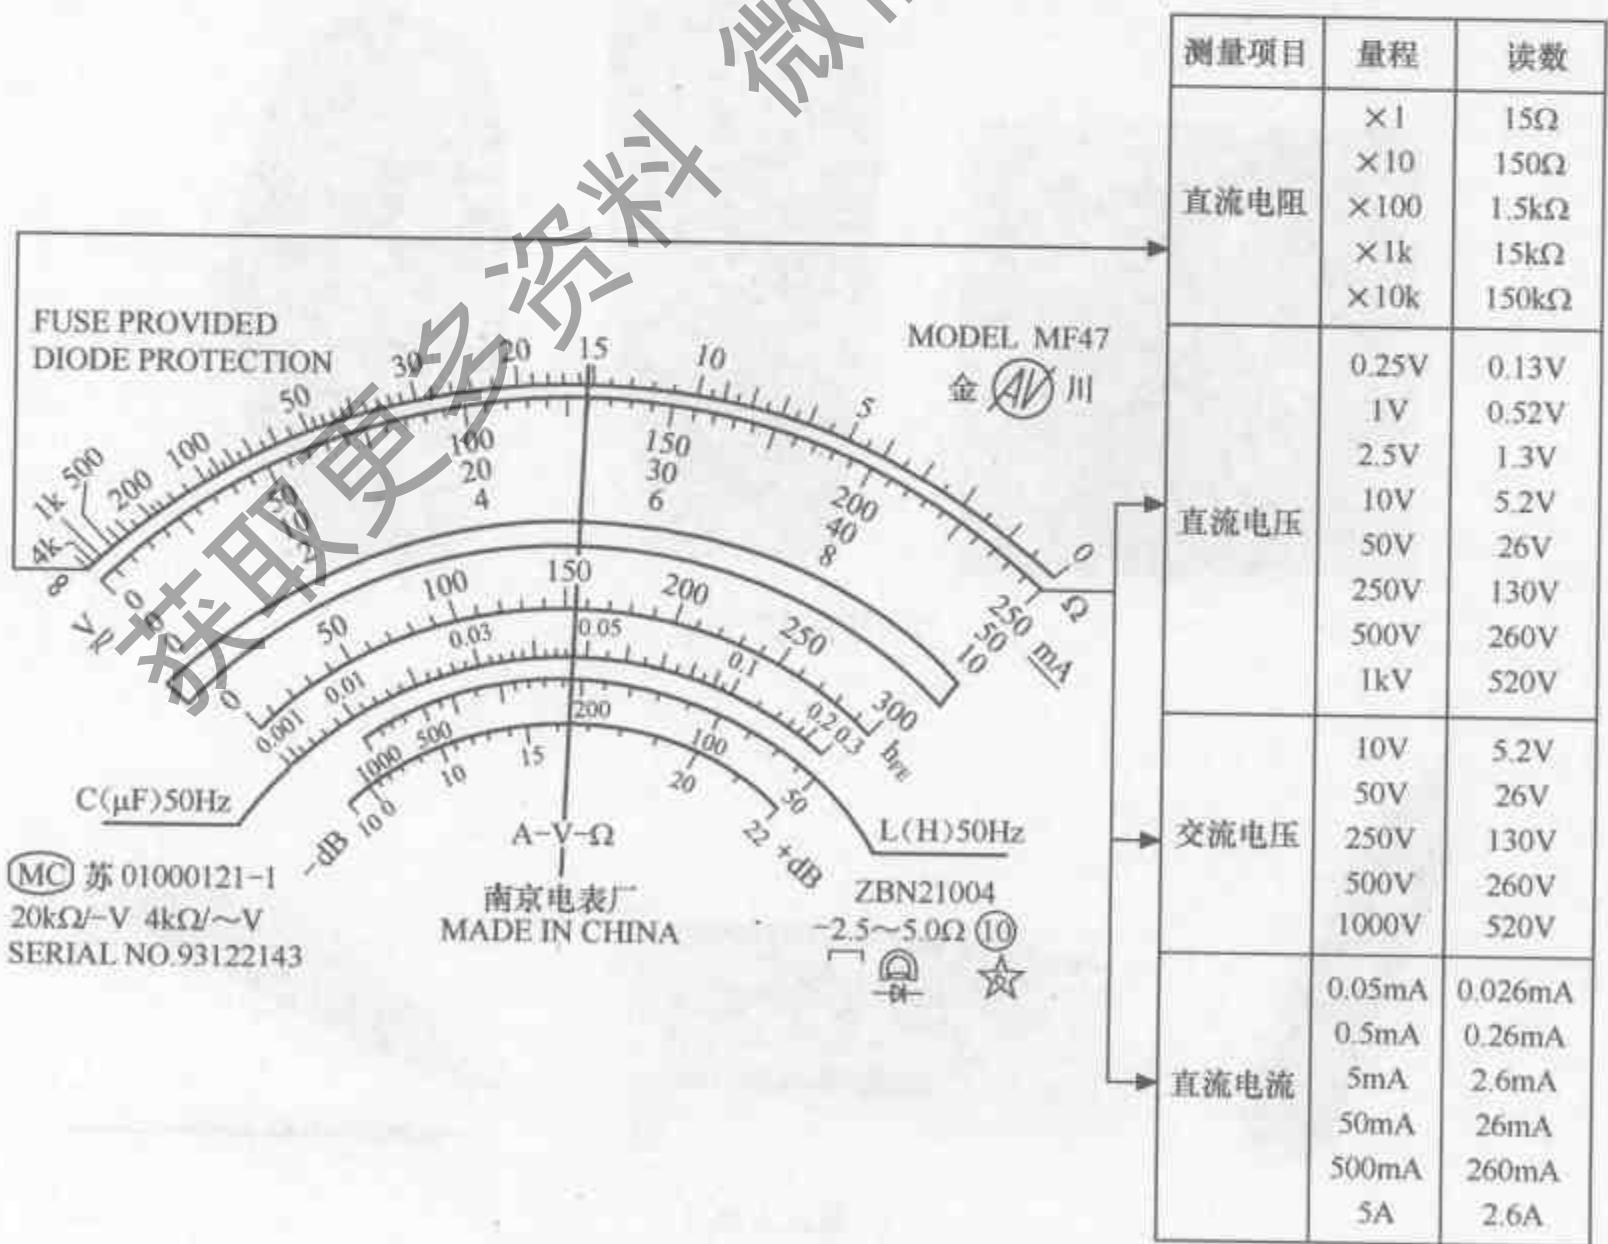 获取更多资料 微
FUSE PROVIDED
DIODE PROTECTION
MODEL MF47
金 AV 川
4k 1k 500 200 100 50 30 20 15 10 5 0
∞ Ω
0 50 100 150 200 250
0 10 20 30 40 50
0 2 4 6 8 10
mA
0 50 100 150 200 250 300
hFE
0.001 0.01 0.03 0.05 0.1 0.2 0.3
C(μF)50Hz
1000 500 200 100 50
L(H)50Hz
-dB 10 0 10 15 20 22 +dB
A-V-Ω
南京电表厂
MADE IN CHINA
MC 苏 01000121-1
20kΩ/-V 4kΩ/~V
SERIAL NO.93122143
ZBN21004
-2.5~5.0Ω 10
测量项目 量程 读数
直流电阻
×1 15Ω
×10 150Ω
×100 1.5kΩ
×1k 15kΩ
×10k 150kΩ
直流电压
0.25V 0.13V
1V 0.52V
2.5V 1.3V
10V 5.2V
50V 26V
250V 130V
500V 260V
1kV 520V
交流电压
10V 5.2V
50V 26V
250V 130V
500V 260V
1000V 520V
直流电流
0.05mA 0.026mA
0.5mA 0.26mA
5mA 2.6mA
50mA 26mA
500mA 260mA
5A 2.6A